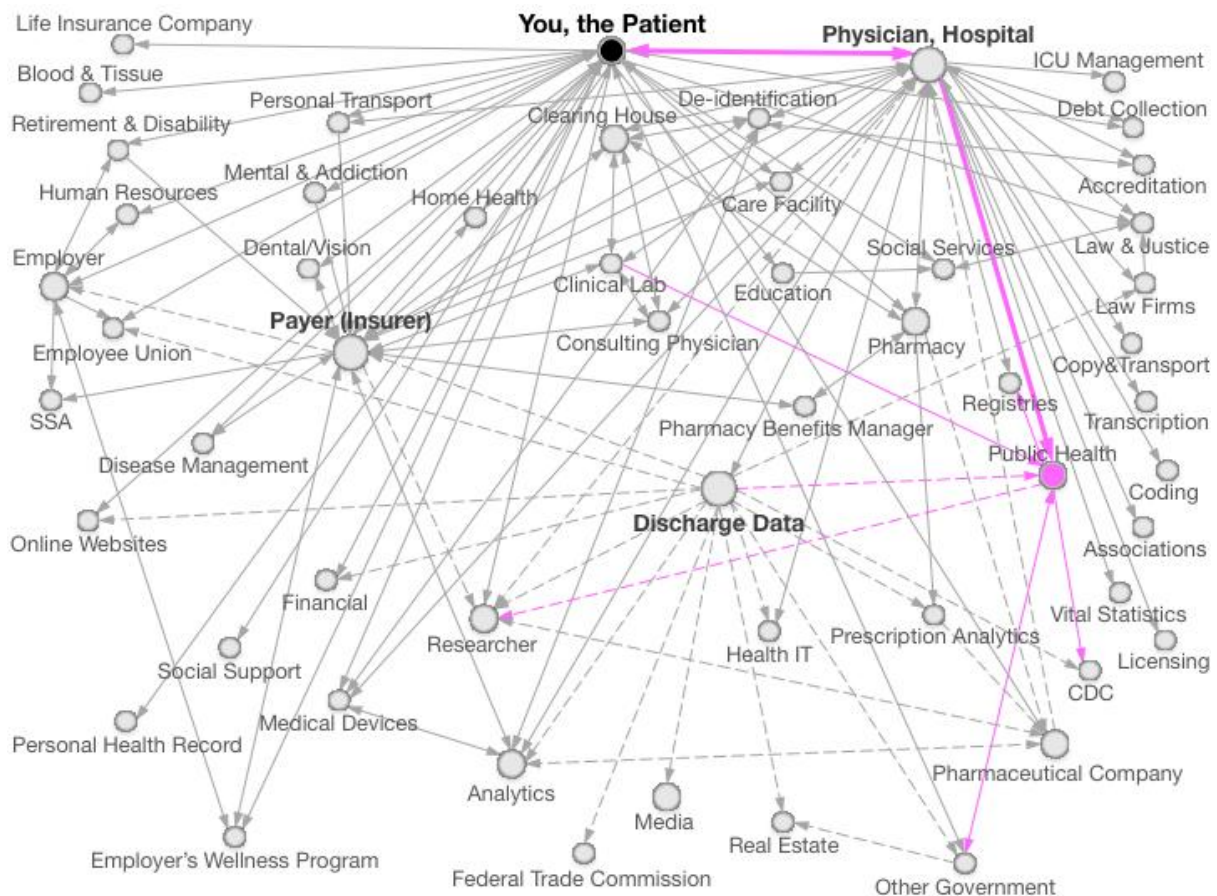 Life Insurance Company
You, the Patient
Physician, Hospital
ICU Management
Blood & Tissue
Personal Transport
De-identification
Debt Collection
Retirement & Disability
Clearing House
Mental & Addiction
Accreditation
Human Resources
Home Health
Care Facility
Dental/Vision
Social Services
Law & Justice
Employer
Clinical Lab
Education
Law Firms
Payer (Insurer)
Employee Union
Consulting Physician
Pharmacy
Copy&Transport
SSA
Registries
Transcription
Pharmacy Benefits Manager
Disease Management
Public Health
Coding
Online Websites
Discharge Data
Associations
Financial
Vital Statistics
Researcher
Health IT
Prescription Analytics
Licensing
Social Support
CDC
Personal Health Record
Medical Devices
Pharmaceutical Company
Analytics
Media
Real Estate
Employer's Wellness Program
Federal Trade Commission
Other Government